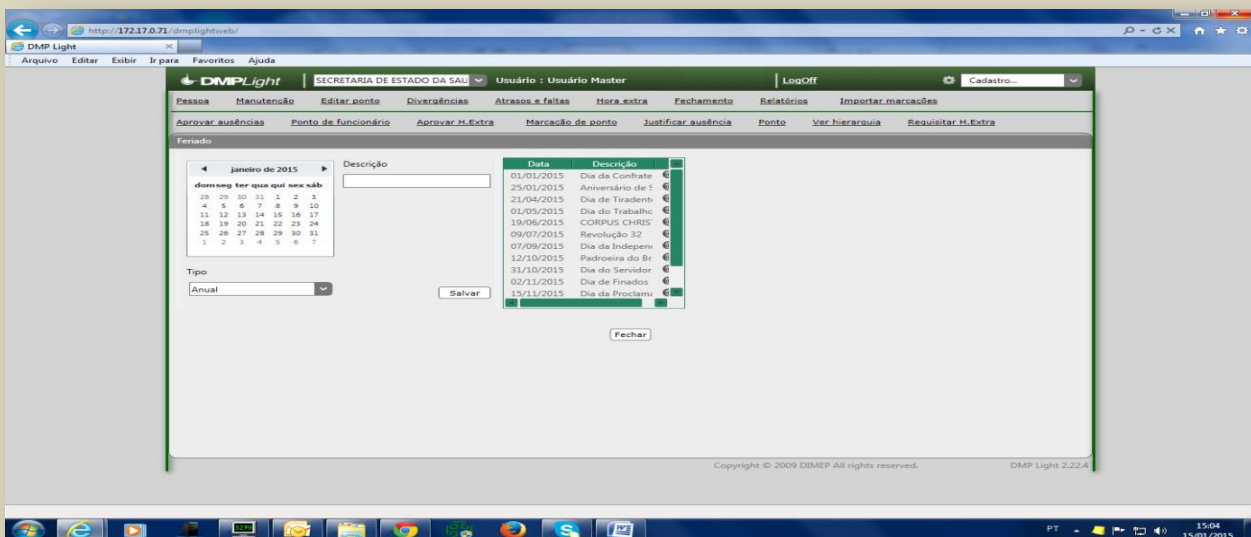 http://172.17.0.71/dmplightweb/
DMP Light
Arquivo Editar Exibir Ir para Favoritos Ajuda
DMPLight SECRETARIA DE ESTADO DA SAU Usuário : Usuário Master LogOff Cadastro...
Pessoa Manutenção Editar ponto Divergências Atrasos e faltas Hora extra Fechamento Relatórios Importar marcações
Aprovar ausências Ponto de funcionário Aprovar H.Extra Marcação de ponto Justificar ausência Ponto Ver hierarquia Requisitar H.Extra
Feriado
janeiro de 2015
dom seg ter qua qui sex sáb
28 29 30 31 1 2 3
4 5 6 7 8 9 10
11 12 13 14 15 16 17
18 19 20 21 22 23 24
25 26 27 28 29 30 31
1 2 3 4 5 6 7
Descrição
Tipo
Anual
Salvar
Data Descrição
01/01/2015 Dia da Confrate
25/01/2015 Aniversário de S
21/04/2015 Dia de Tiradent
01/05/2015 Dia do Trabalho
19/06/2015 CORPUS CHRIS
09/07/2015 Revolução 32
07/09/2015 Dia da Indepen
12/10/2015 Padroeira do Br
31/10/2015 Dia do Servidor
02/11/2015 Dia de Finados
15/11/2015 Dia da Proclam
Fechar
Copyright © 2009 DIMEP All rights reserved. DMP Light 2.22.4
PT 15:04
15/01/2015